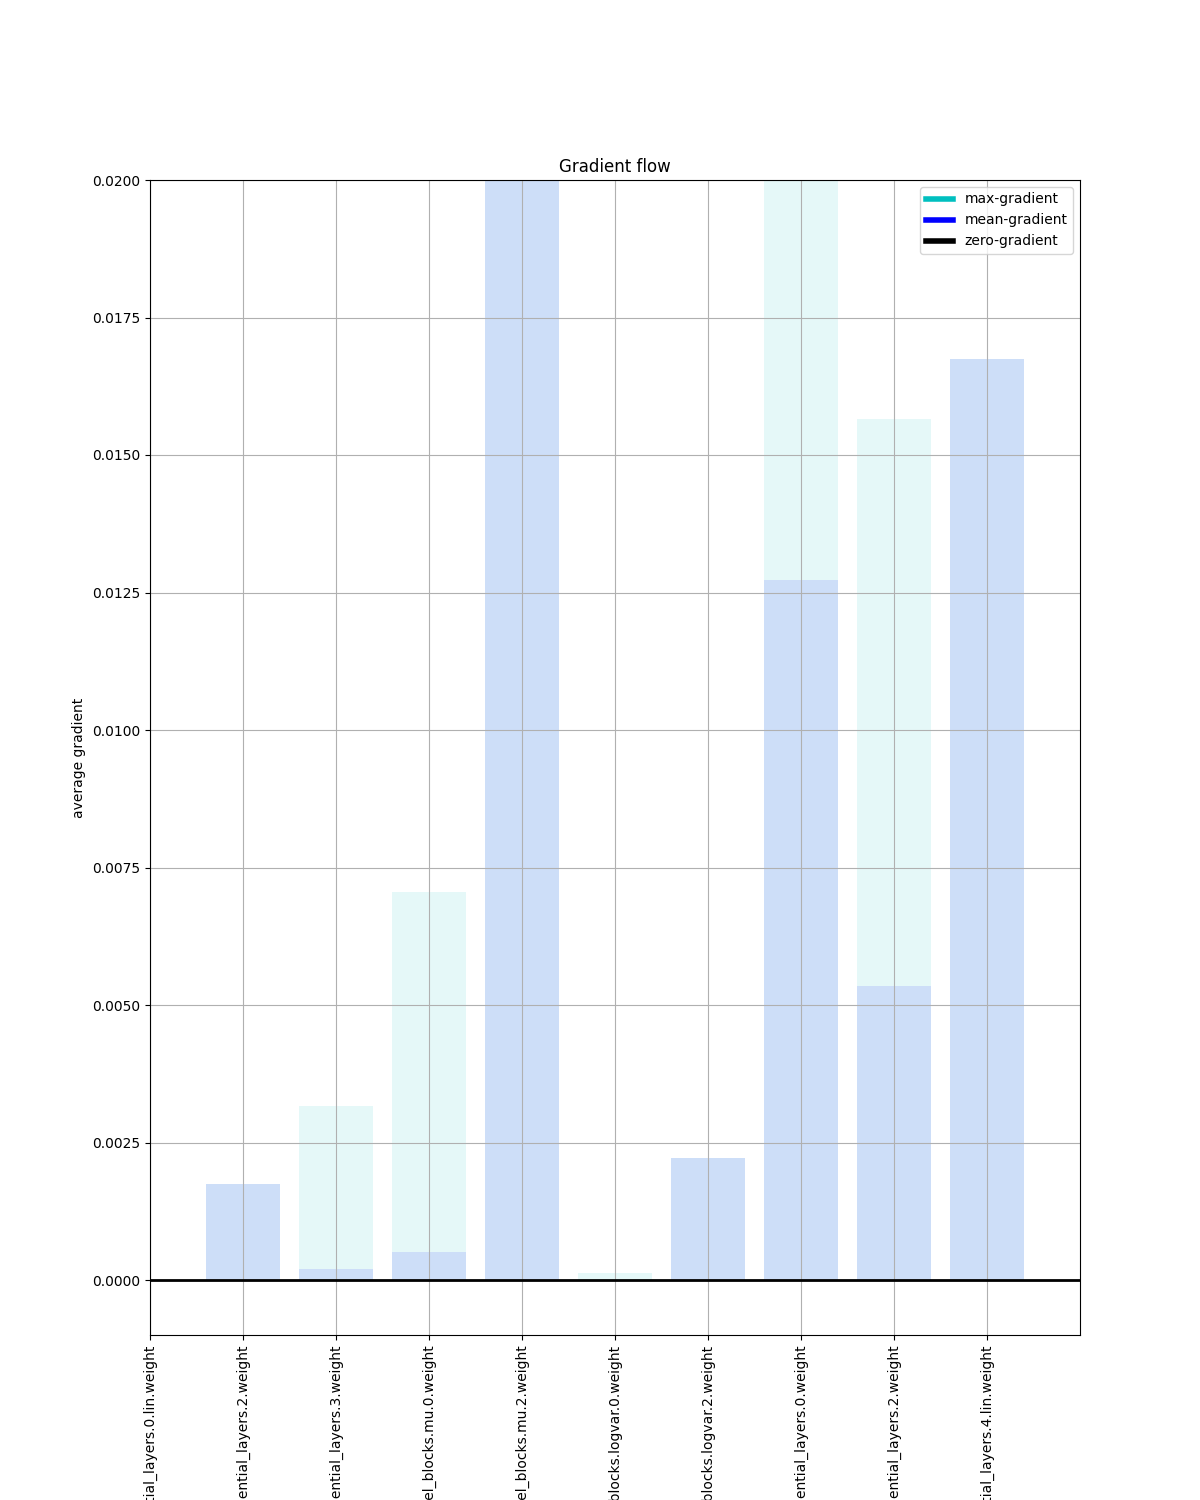 Gradient flow
max-gradient
mean-gradient
zero-gradient
average gradient
0.0200
0.0175
0.0150
0.0125
0.0100
0.0075
0.0050
0.0025
0.0000
tial_layers.0.lin.weight
ential_layers.2.weight
ential_layers.3.weight
el_blocks.mu.0.weight
el_blocks.mu.2.weight
blocks.logvar.0.weight
blocks.logvar.2.weight
ential_layers.0.weight
ential_layers.2.weight
tial_layers.4.lin.weight